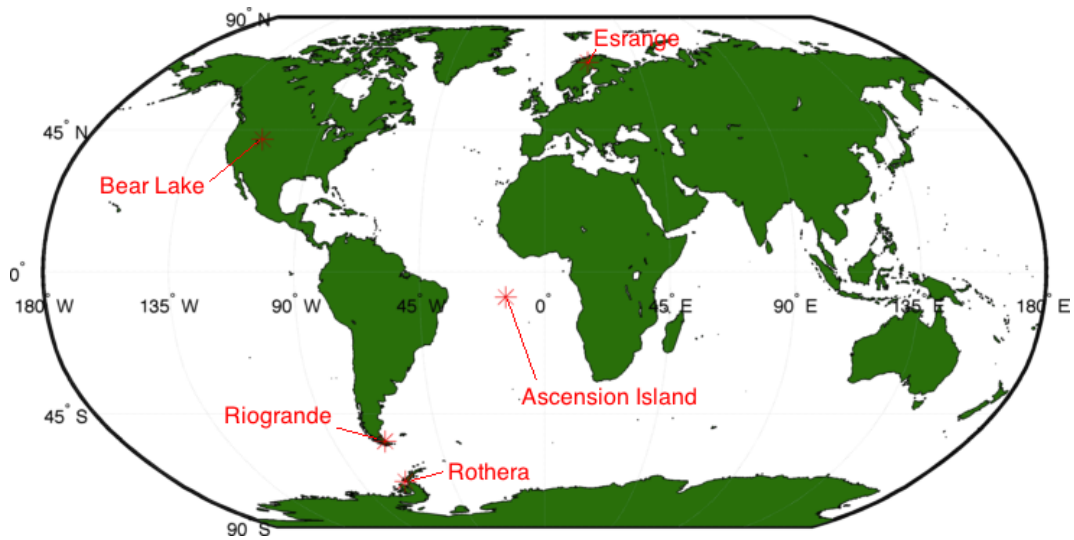 90° N
Esrange
45° N
Bear Lake
0°
180° W
135° W
90° W
45° W
0°
45° E
90° E
135° E
180° E
Ascension Island
45° S
Riogrande
Rothera
90° S